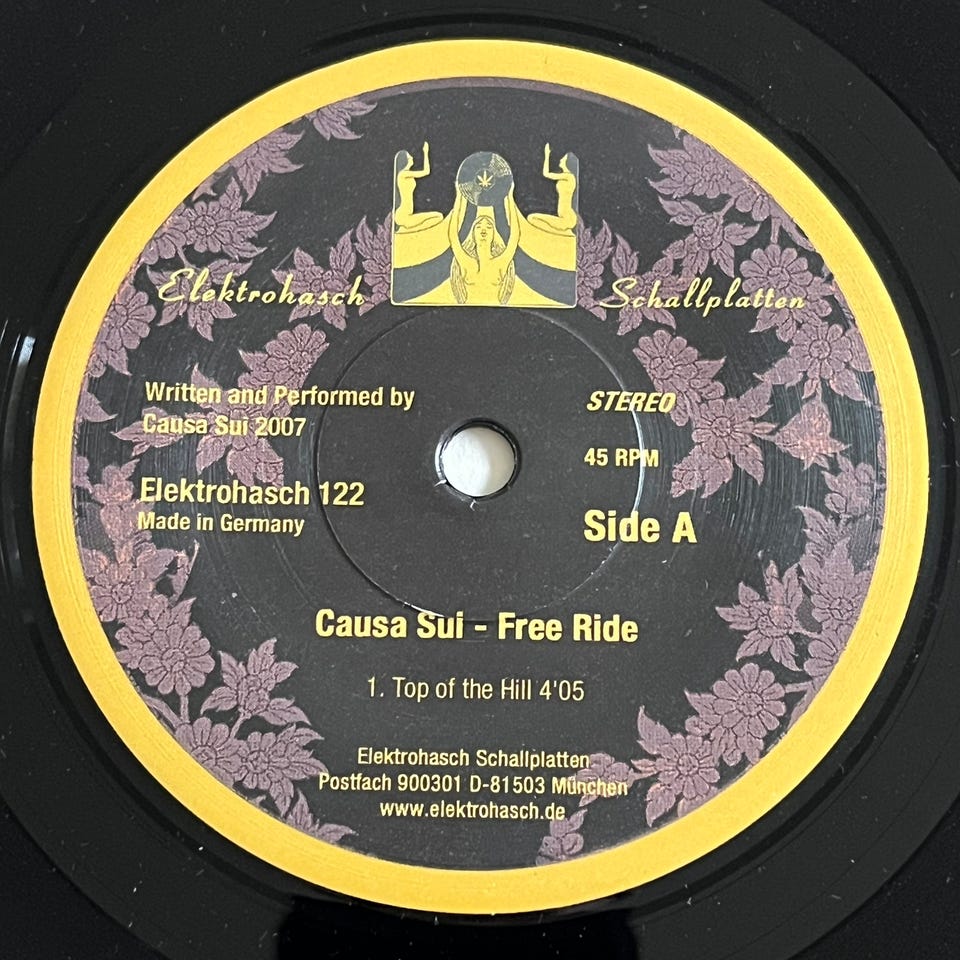 Elektrohasch Schallplatten
Written and Performed by
Causa Sui 2007
Elektrohasch 122
Made in Germany
STEREO
45 RPM
Side A
Causa Sui - Free Ride
1. Top of the Hill 4'05
Elektrohasch Schallplatten
Postfach 900301 D-81503 München
www.elektrohasch.de